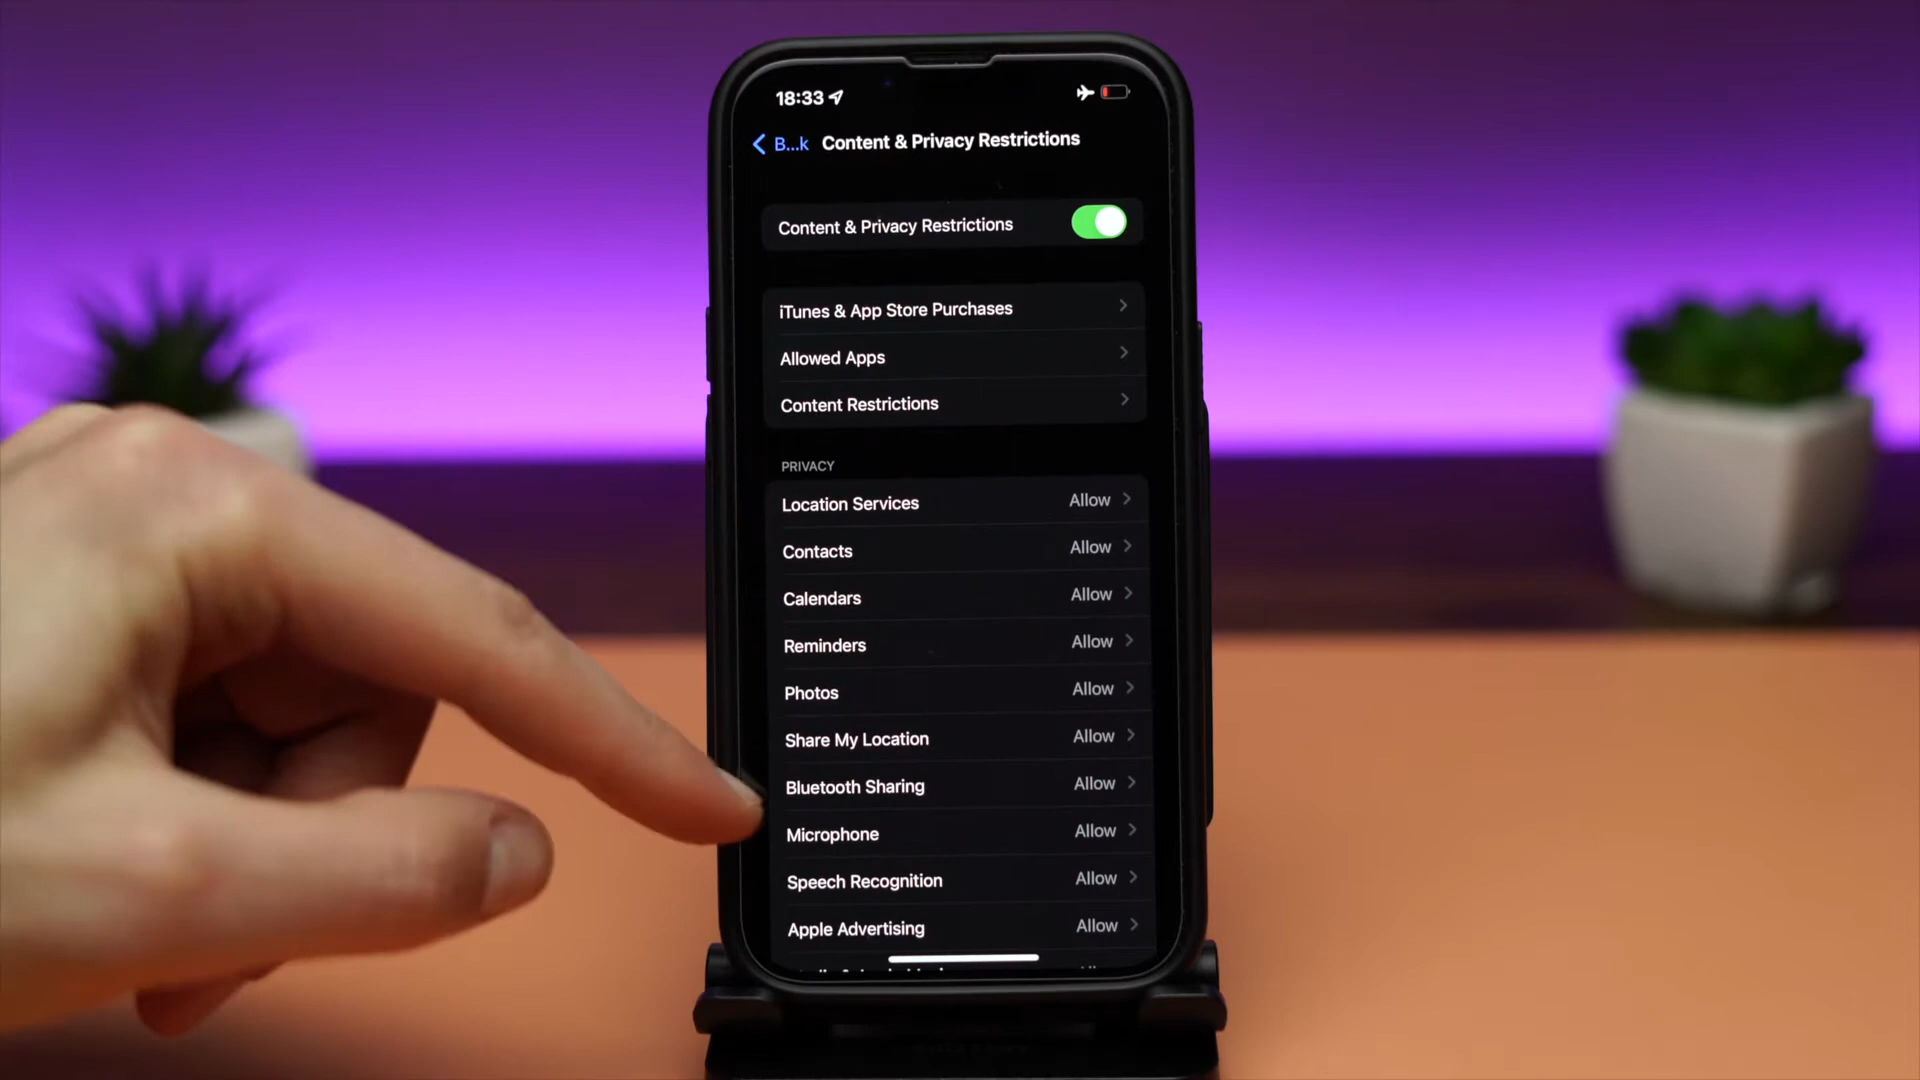 18:33
B...k Content & Privacy Restrictions
Content & Privacy Restrictions
iTunes & App Store Purchases
Allowed Apps
Content Restrictions
PRIVACY
Location Services Allow
Contacts Allow
Calendars Allow
Reminders Allow
Photos Allow
Share My Location Allow
Bluetooth Sharing Allow
Microphone Allow
Speech Recognition Allow
Apple Advertising Allow